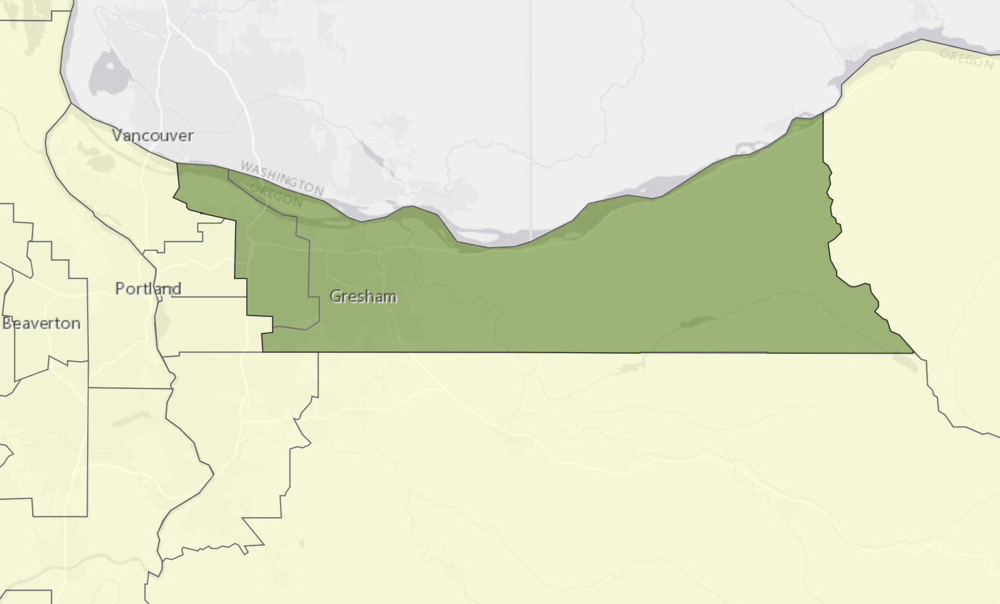 OREGON
Vancouver
WASHINGTON
OREGON
Portland
Gresham
Beaverton